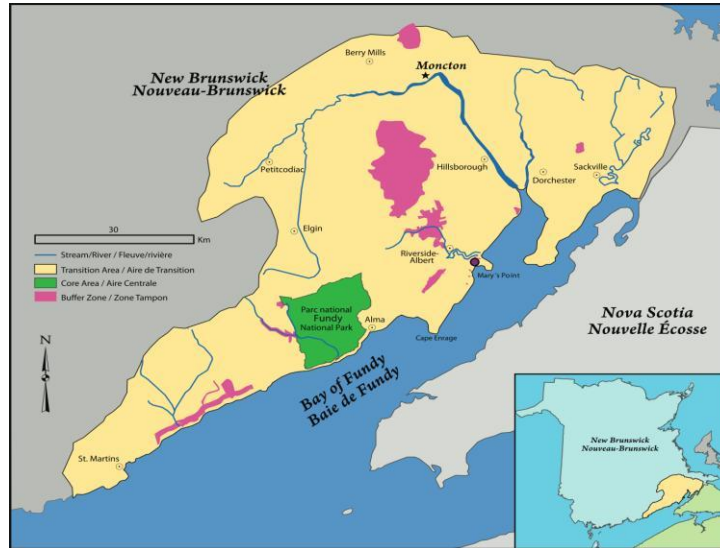 Berry Mills
Moncton
New Brunswick
Nouveau-Brunswick
Petitcodiac
Hillsborough
Dorchester
Sackville
30
Km
Elgin
Stream/River / Fleuve/rivière
Transition Area / Aire de Transition
Core Area / Aire Centrale
Buffer Zone / Zone Tampon
Riverside-
Albert
Mary's Point
Parc national
Fundy
National Park
Alma
Cape Enrage
Nova Scotia
Nouvelle Écosse
N
Bay of Fundy
Baie de Fundy
St. Martins
New Brunswick
Nouveau-Brunswick